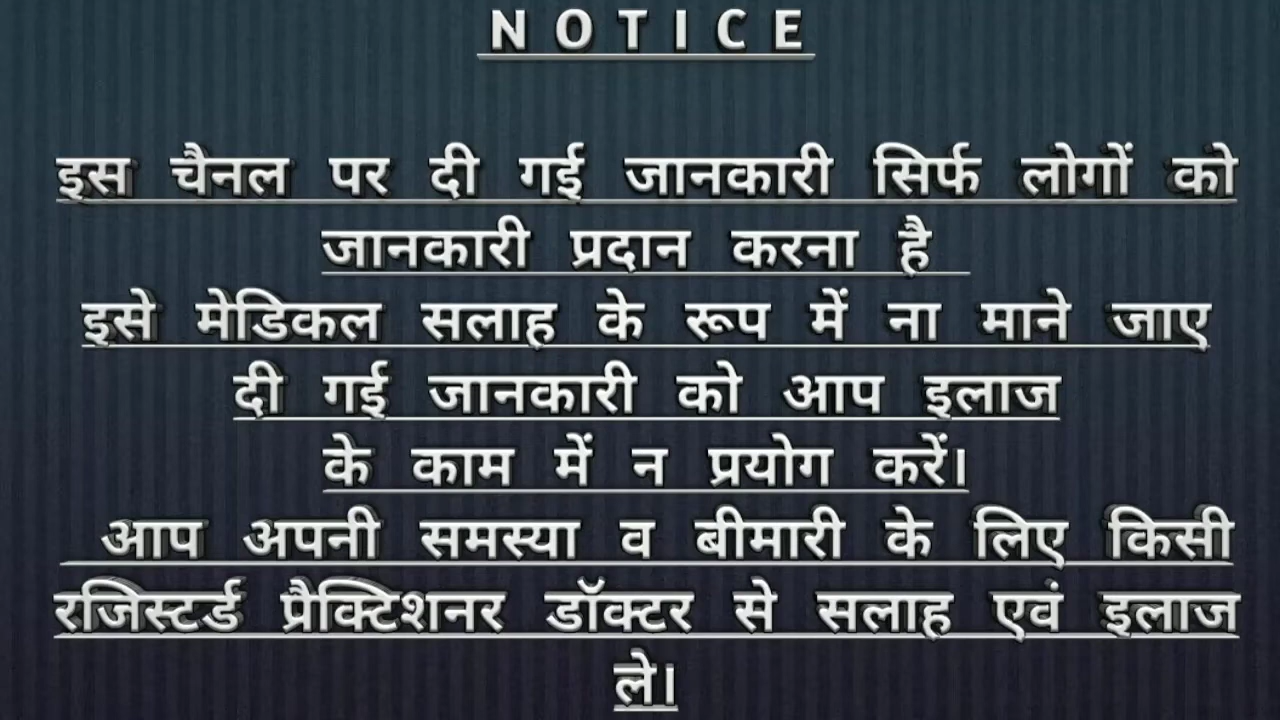 NOTICE
इस चैनल पर दी गई जानकारी सिर्फ लोगों को
जानकारी प्रदान करना है
इसे मेडिकल सलाह के रूप में ना माने जाए
दी गई जानकारी को आप इलाज
के काम में न प्रयोग करें।
आप अपनी समस्या व बीमारी के लिए किसी
रजिस्टर्ड प्रैक्टिशनर डॉक्टर से सलाह एवं इलाज
ले।